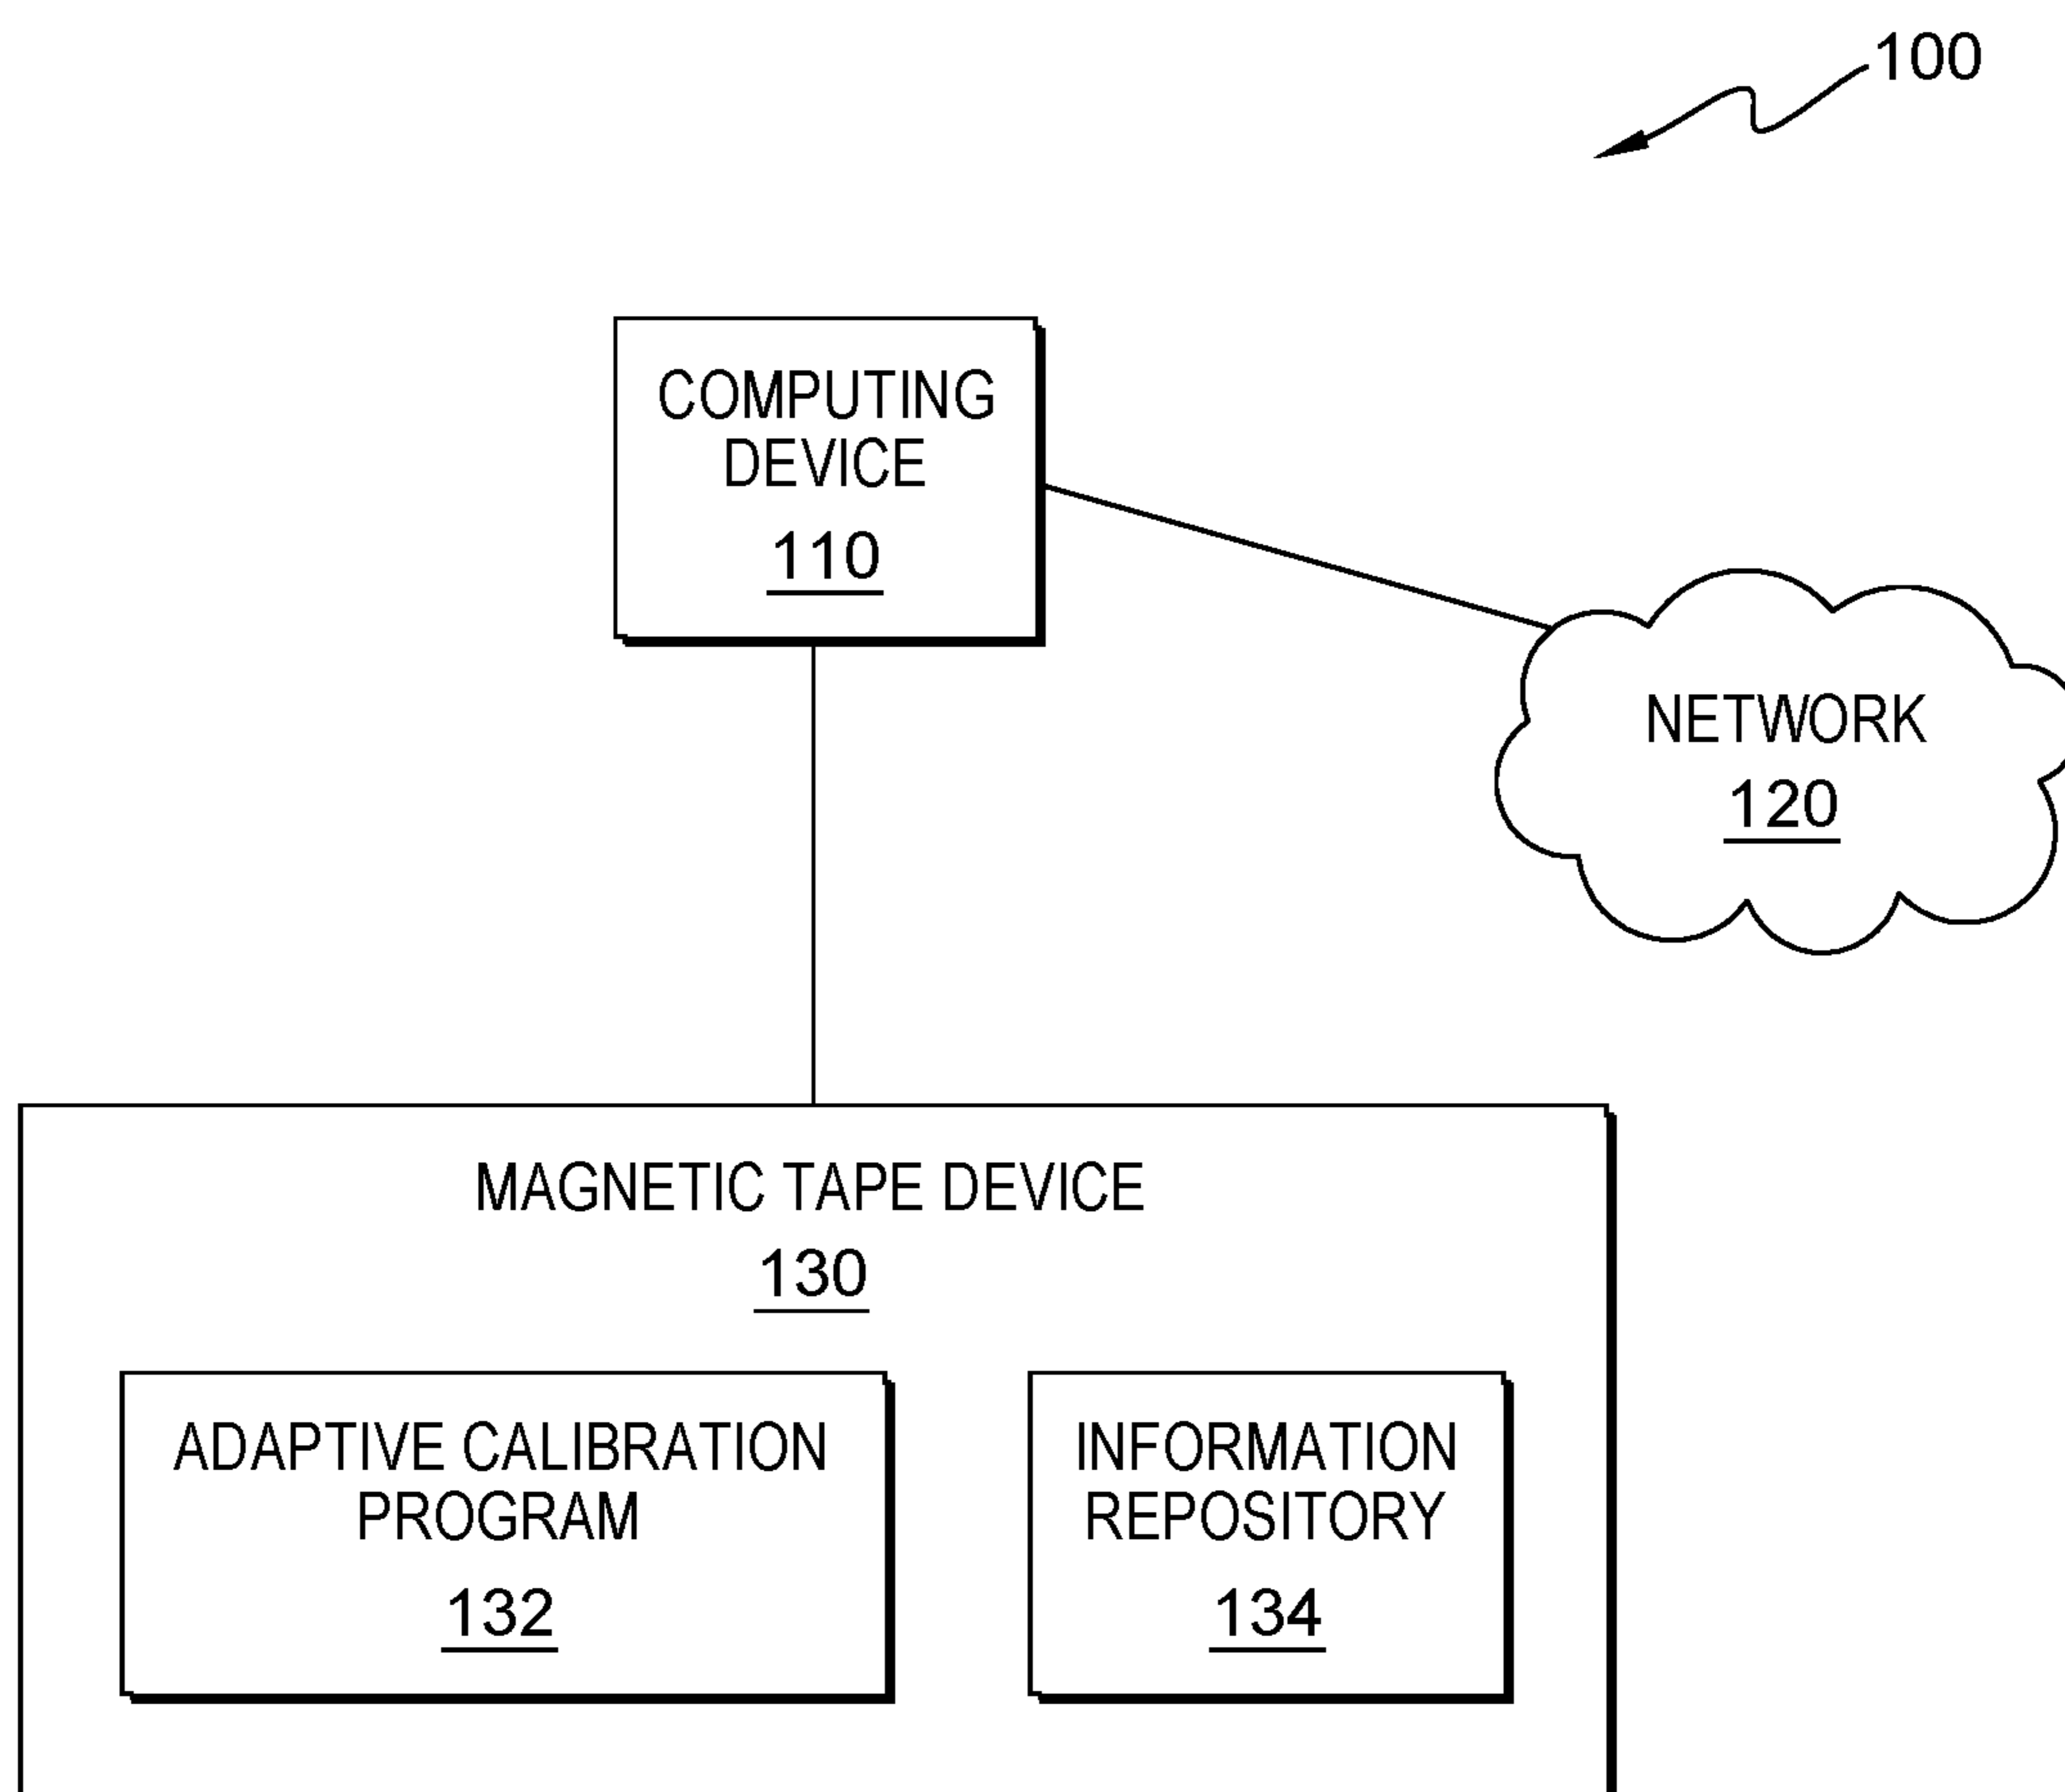 100
COMPUTING
DEVICE
110
NETWORK
120
MAGNETIC TAPE DEVICE
130
ADAPTIVE CALIBRATION
PROGRAM
132
INFORMATION
REPOSITORY
134